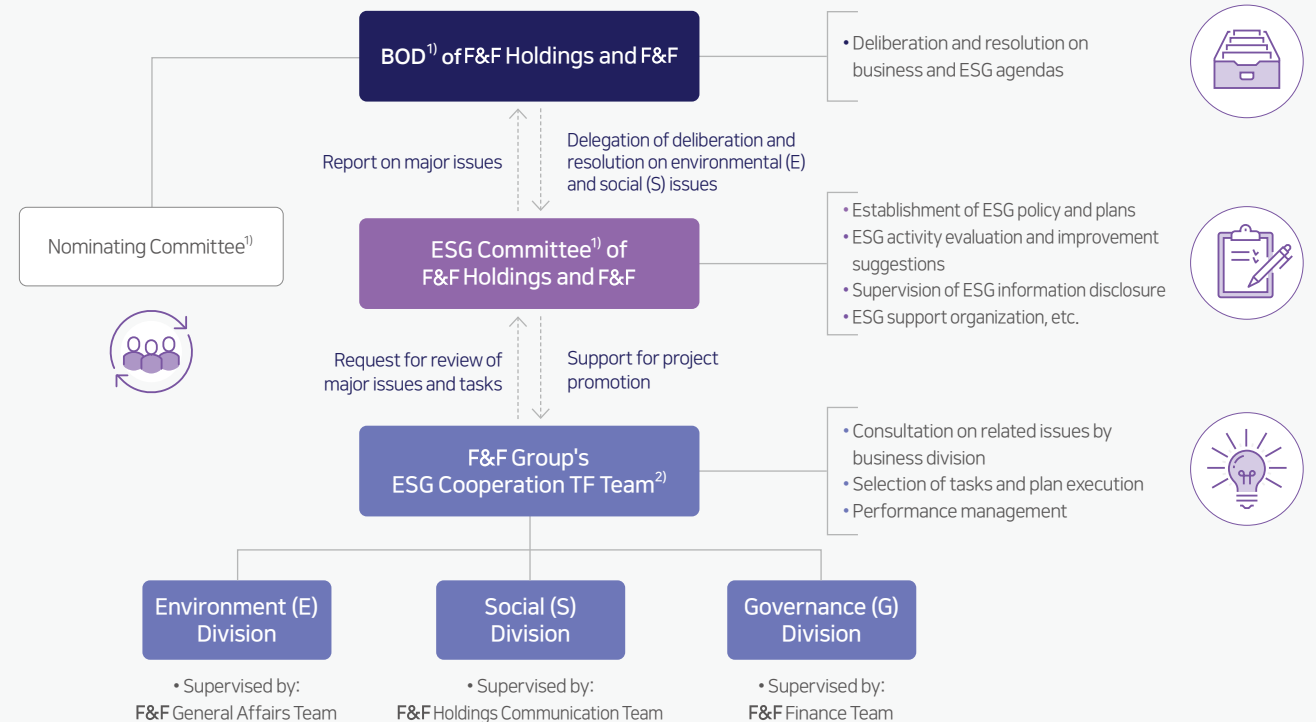 BOD1) of F&F Holdings and F&F
• Deliberation and resolution on
business and ESG agendas
Report on major issues
Delegation of deliberation and
resolution on environmental (E)
and social (S) issues
Nominating Committee1)
ESG Committee1) of
F&F Holdings and F&F
• Establishment of ESG policy and plans
• ESG activity evaluation and improvement
suggestions
• Supervision of ESG information disclosure
• ESG support organization, etc.
Request for review of
major issues and tasks
Support for project
promotion
F&F Group's
ESG Cooperation TF Team2)
• Consultation on related issues by
business division
• Selection of tasks and plan execution
• Performance management
Environment (E)
Division
• Supervised by:
F&F General Affairs Team
Social (S)
Division
• Supervised by:
F&F Holdings Communication Team
Governance (G)
Division
• Supervised by:
F&F Finance Team